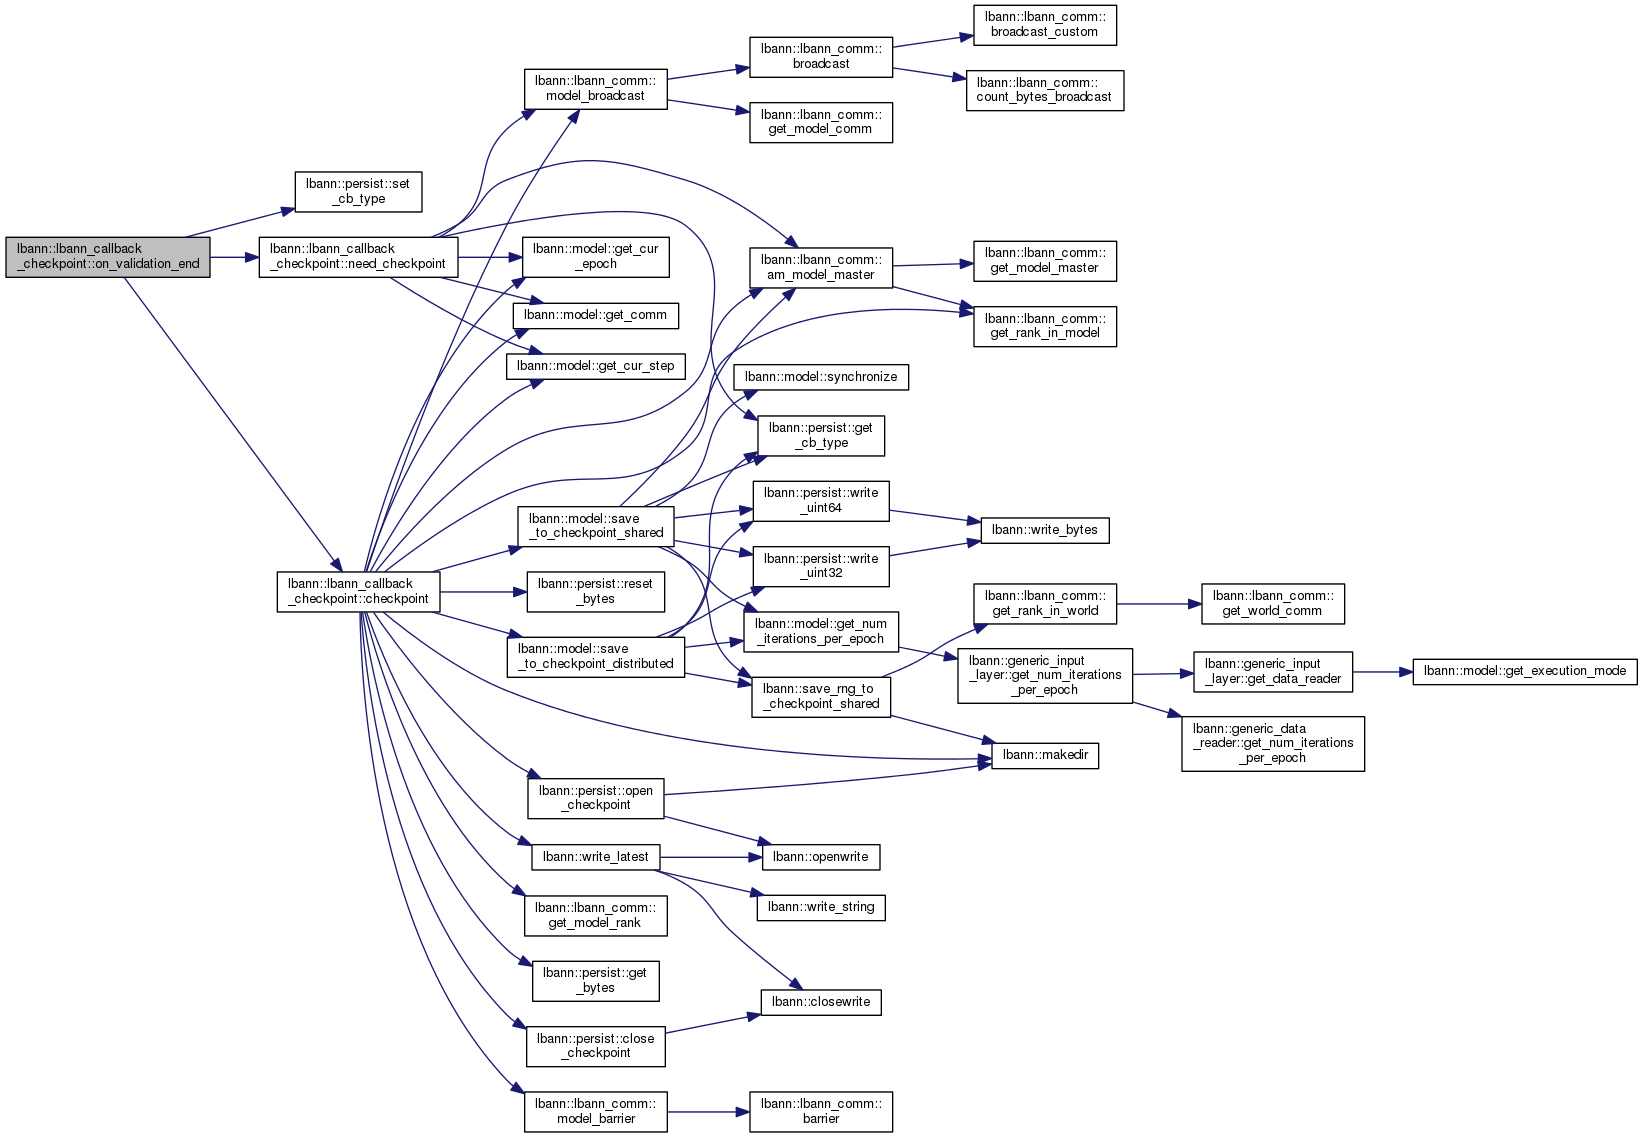 lbann::lbann_callback
_checkpoint::on_validation_end
lbann::persist::set
_cb_type
lbann::lbann_callback
_checkpoint::need_checkpoint
lbann::lbann_callback
_checkpoint::checkpoint
lbann::lbann_comm::
model_broadcast
lbann::model::get_cur
_epoch
lbann::model::get_comm
lbann::model::get_cur_step
lbann::model::save
_to_checkpoint_shared
lbann::persist::reset
_bytes
lbann::model::save
_to_checkpoint_distributed
lbann::persist::open
_checkpoint
lbann::write_latest
lbann::lbann_comm::
get_model_rank
lbann::persist::get
_bytes
lbann::persist::close
_checkpoint
lbann::lbann_comm::
model_barrier
lbann::lbann_comm::
broadcast
lbann::lbann_comm::
get_model_comm
lbann::lbann_comm::
am_model_master
lbann::model::synchronize
lbann::persist::get
_cb_type
lbann::persist::write
_uint64
lbann::persist::write
_uint32
lbann::model::get_num
_iterations_per_epoch
lbann::save_rng_to
_checkpoint_shared
lbann::openwrite
lbann::write_string
lbann::closewrite
lbann::lbann_comm::
barrier
lbann::lbann_comm::
broadcast_custom
lbann::lbann_comm::
count_bytes_broadcast
lbann::lbann_comm::
get_model_master
lbann::lbann_comm::
get_rank_in_model
lbann::write_bytes
lbann::lbann_comm::
get_rank_in_world
lbann::generic_input
_layer::get_num_iterations
_per_epoch
lbann::makedir
lbann::lbann_comm::
get_world_comm
lbann::generic_input
_layer::get_data_reader
lbann::generic_data
_reader::get_num_iterations
_per_epoch
lbann::model::get_execution_mode